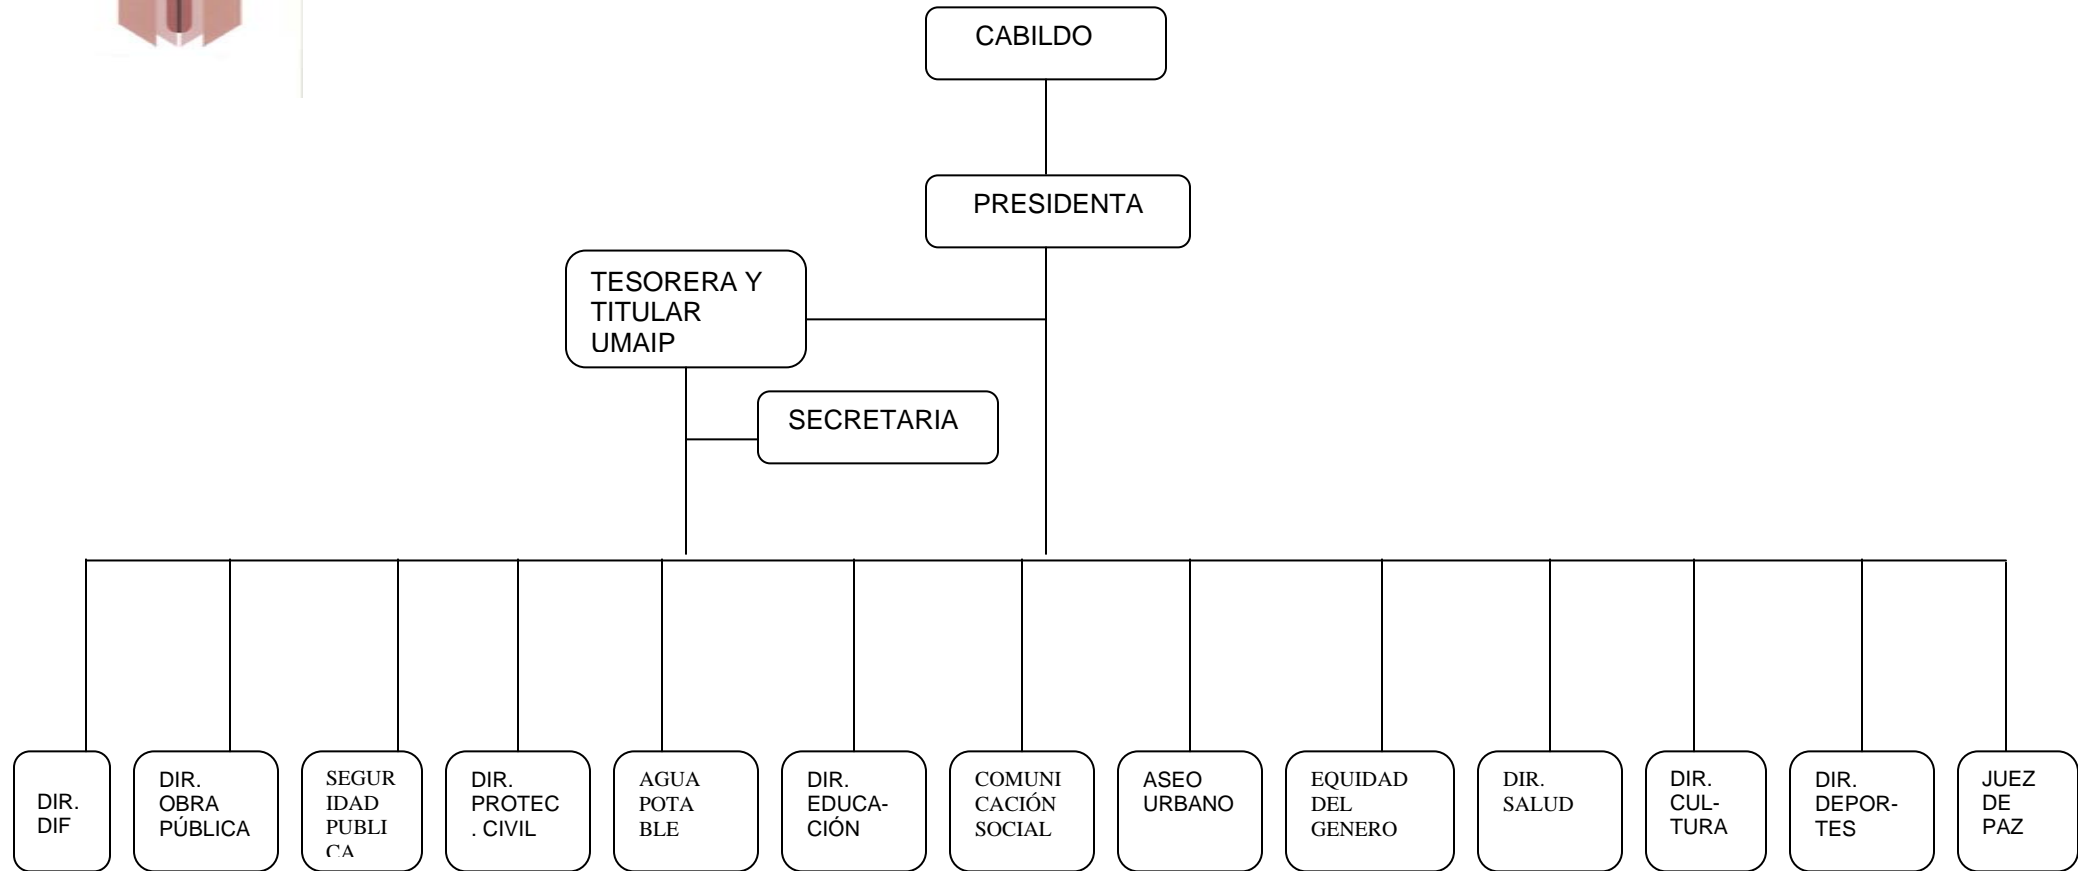 CABILDO
PRESIDENTA
TESORERA Y
TITULAR
UMAIP
SECRETARIA
DIR.
DIF
DIR.
OBRA
PÚBLICA
SEGUR
IDAD
PUBLI
CA
DIR.
PROTEC
. CIVIL
AGUA
POTA
BLE
DIR.
EDUCA-
CIÓN
COMUNI
CACIÓN
SOCIAL
ASEO
URBANO
EQUIDAD
DEL
GENERO
DIR.
SALUD
DIR.
CUL-
TURA
DIR.
DEPOR-
TES
JUEZ
DE
PAZ